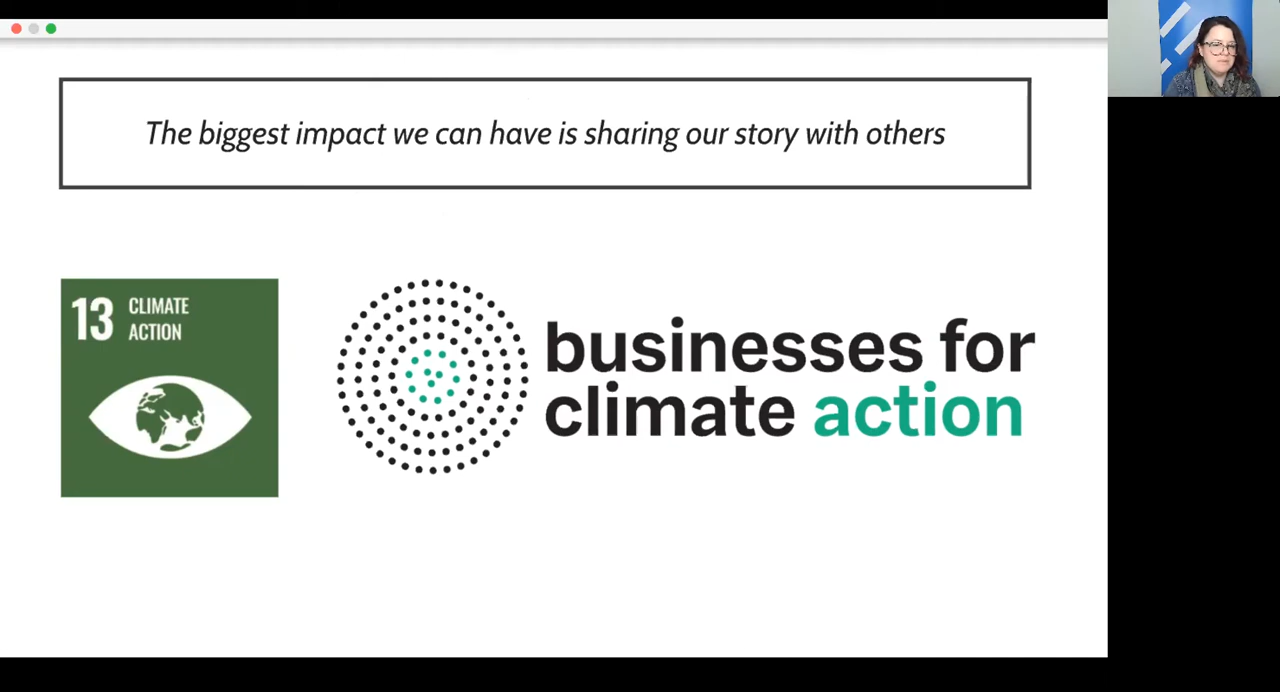 The biggest impact we can have is sharing our story with others
13 CLIMATE
ACTION
businesses for
climate action